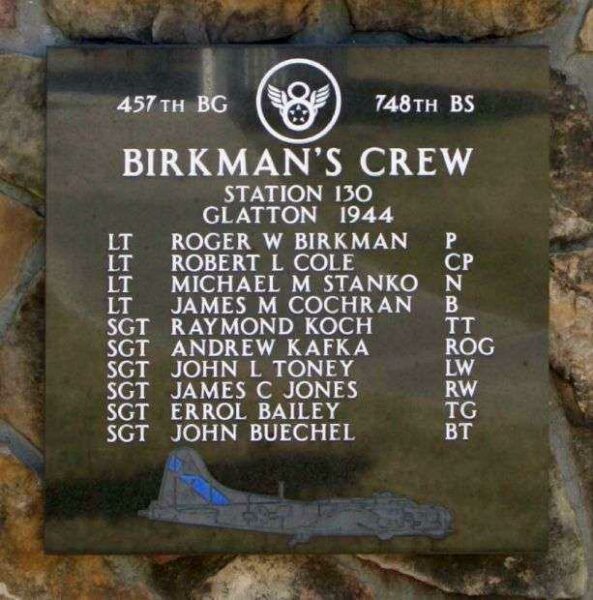 457TH BG 8 748TH BS
BIRKMAN'S CREW
STATION 130
GLATTON 1944
LT ROGER W BIRKMAN P
LT ROBERT L COLE CP
LT MICHAEL M STANKO N
LT JAMES M COCHRAN B
SGT RAYMOND KOCH TT
SGT ANDREW KAFKA ROG
SGT JOHN L TONEY LW
SGT JAMES C JONES RW
SGT ERROL BAILEY TG
SGT JOHN BUECHEL BT